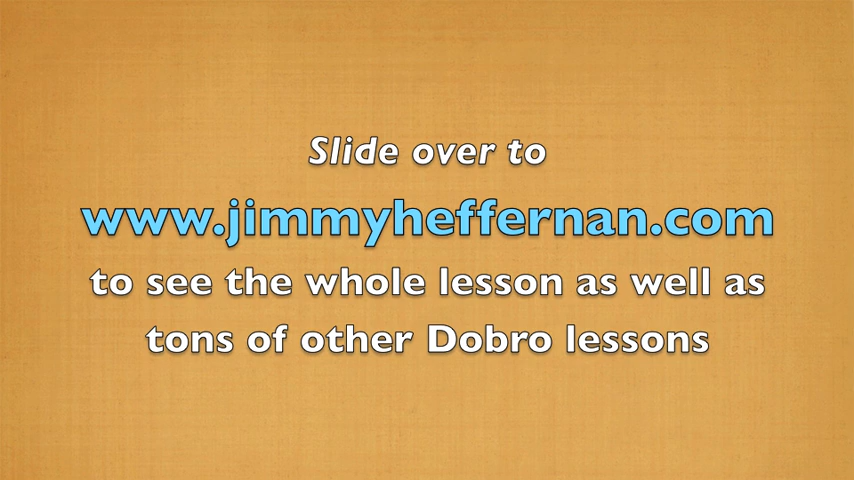 Slide over to
www.jimmyheffernan.com
to see the whole lesson as well as
tons of other Dobro lessons